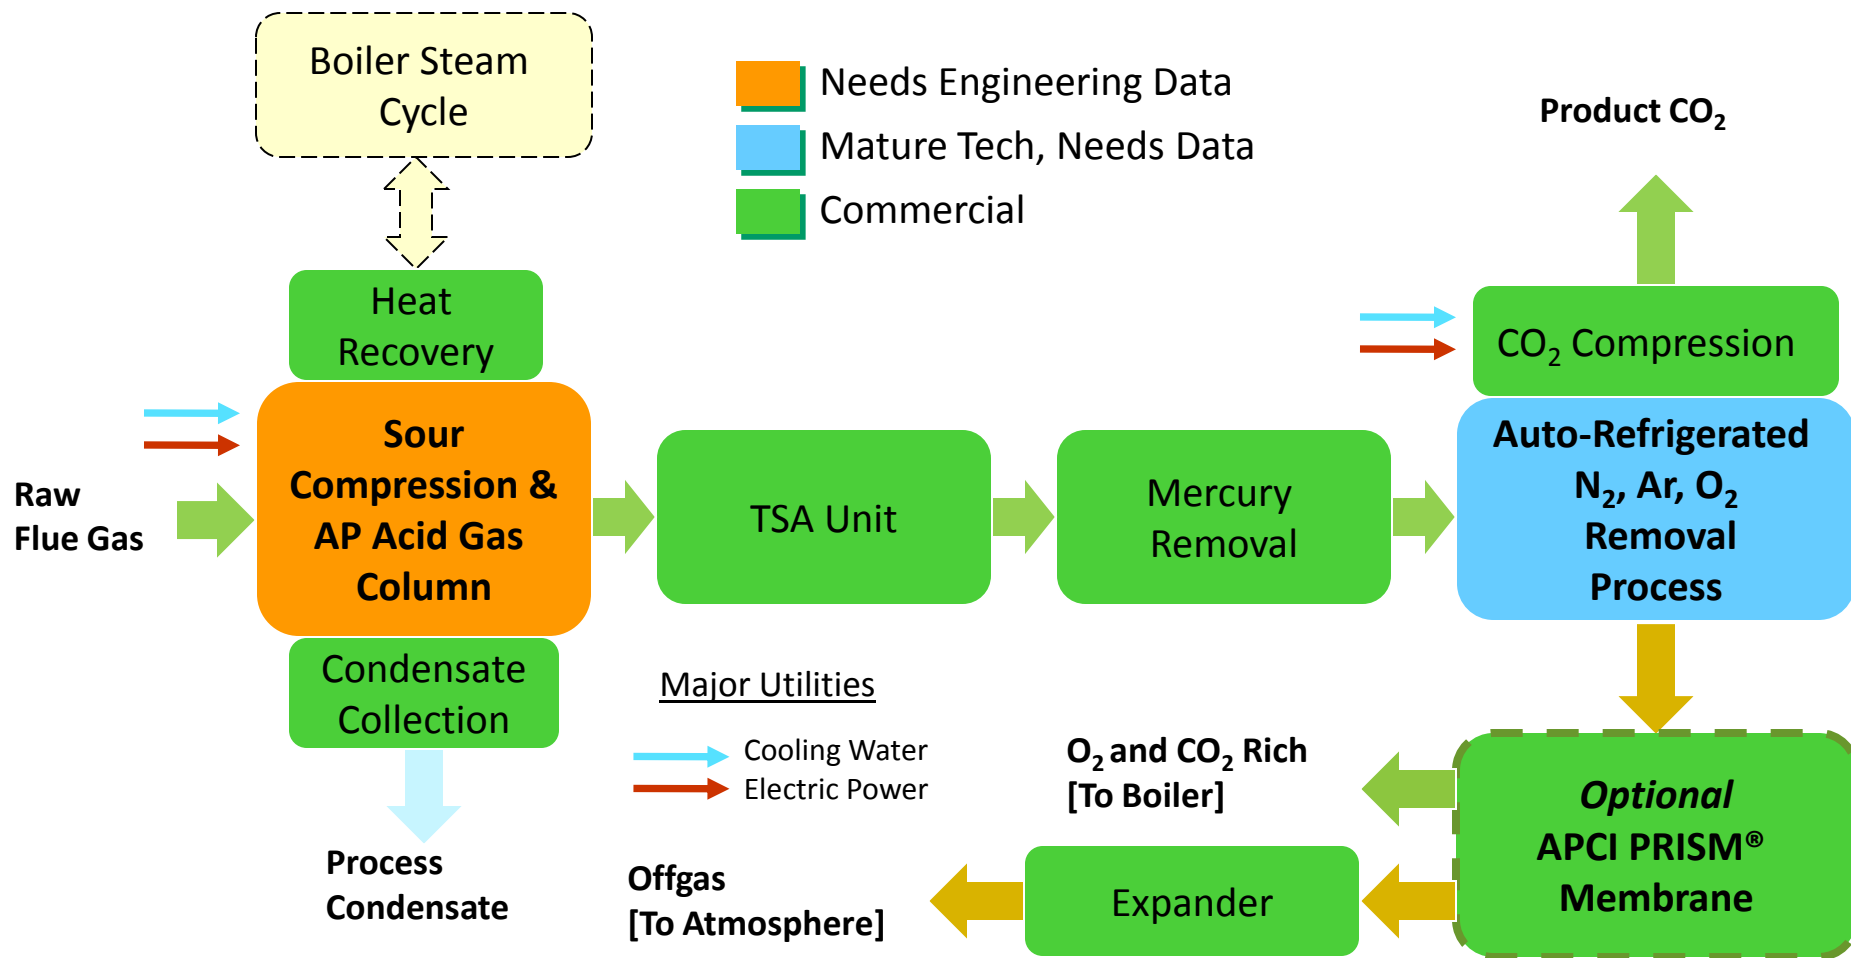 Boiler Steam
Cycle
Needs Engineering Data
Mature Tech, Needs Data
Commercial
Product CO₂
Heat
Recovery
CO₂ Compression
Raw
Flue Gas
Sour
Compression &
AP Acid Gas
Column
TSA Unit
Mercury
Removal
Auto-Refrigerated
N₂, Ar, O₂
Removal
Process
Condensate
Collection
Major Utilities
Cooling Water
Electric Power
Process
Condensate
O₂ and CO₂ Rich
[To Boiler]
Optional
APCI PRISM®
Membrane
Offgas
[To Atmosphere]
Expander